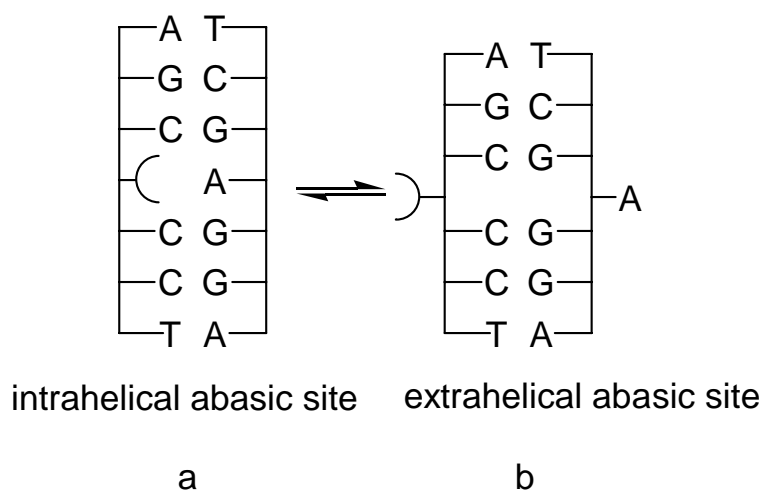 A T
A T
G C
G C
C G
C G
A
A
C G
C G
C G
C G
T A
T A
intrahelical abasic site
extrahelical abasic site
a
b